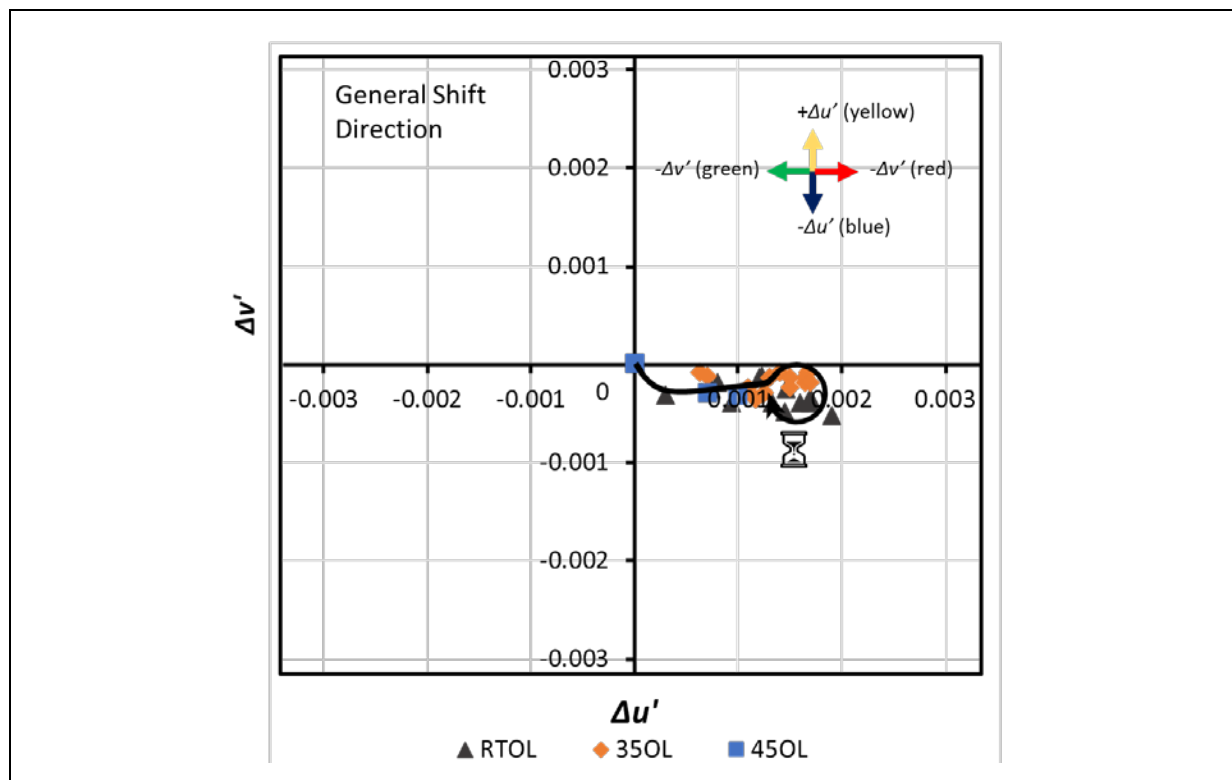 0.003
General Shift
Direction
+Δu' (yellow)
0.002
-Δv' (green)
-Δv' (red)
-Δu' (blue)
0.001
Δv'
-0.003
-0.002
-0.001
0
0.001
0.002
0.003
-0.001
-0.002
-0.003
Δu'
RTOL
35OL
45OL